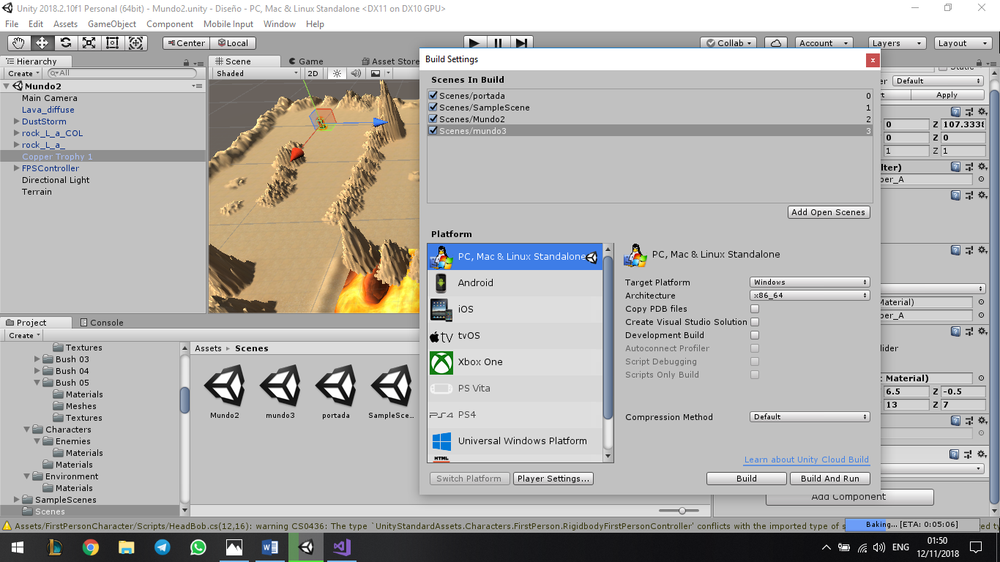 Unity 2018.2.10f1 Personal (64bit) - Mundo2.unity - Diseño - PC, Mac & Linux Standalone <DX11 on DX10 GPU>
File Edit Assets GameObject Component Mobile Input Window Help
Center Local Collab Account Layers Layout
Hierarchy Scene Game Asset Store
Create All Shaded 2D
Mundo2
Main Camera
Lava_diffuse
DustStorm
rock_L_a_COL
rock_L_a_
Copper Trophy 1
FPSController
Directional Light
Terrain
Build Settings
Scenes In Build
Scenes/portada 0
Scenes/SampleScene 1
Scenes/Mundo2 2
Scenes/mundo3 3
Add Open Scenes
Platform
PC, Mac & Linux Standalone
Android
iOS
tvOS
Xbox One
PS Vita
PS4
Universal Windows Platform
HTML
Switch Platform Player Settings...
PC, Mac & Linux Standalone
Target Platform Windows
Architecture x86_64
Copy PDB files
Create Visual Studio Solution
Development Build
Autoconnect Profiler
Script Debugging
Scripts Only Build
Compression Method Default
Learn about Unity Cloud Build
Build Build And Run
Static
Default
Apply
0 Z 107.3338
0 Z 0
1 Z 1
lter)
per_A
Material)
per_A
lider
t Material)
6.5 Z -0.5
13 Z 7
Add Component
Project Console
Create
Textures
Bush 03
Bush 04
Bush 05
Materials
Meshes
Textures
Characters
Enemies
Materials
Materials
Environment
Materials
SampleScenes
Scenes
Assets Scenes
Mundo2 mundo3 portada SampleSce...
Assets/FirstPersonCharacter/Scripts/HeadBob.cs(12,16): warning CS0436: The type `UnityStandardAssets.Characters.FirstPerson.RigidbodyFirstPersonController' conflicts with the imported type of s
Baking... [ETA: 0:05:06]
ENG
01:50
12/11/2018